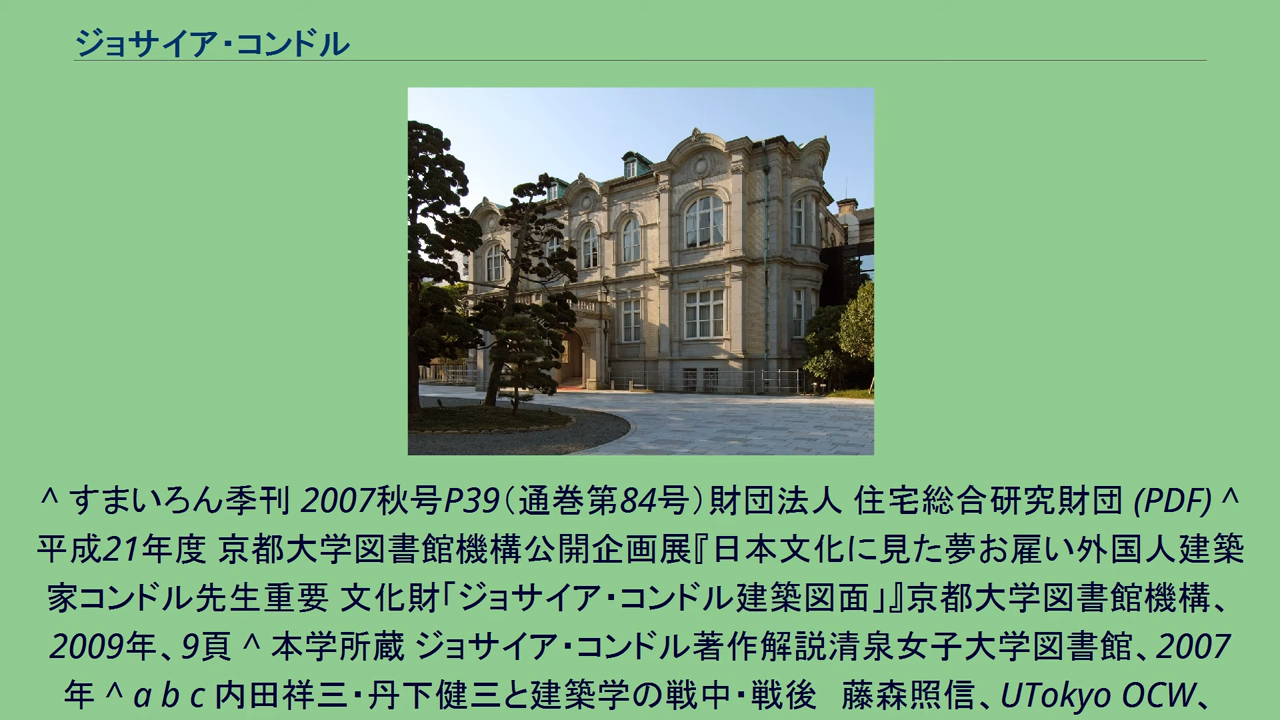 ジョサイア・コンドル
^ すまいろん季刊 2007秋号P39（通巻第84号）財団法人 住宅総合研究財団 (PDF) ^
平成21年度 京都大学図書館機構公開企画展『日本文化に見た夢お雇い外国人建築
家コンドル先生重要 文化財「ジョサイア・コンドル建築図面」』京都大学図書館機構、
2009年、9頁 ^ 本学所蔵 ジョサイア・コンドル著作解説清泉女子大学図書館、2007
年 ^ a b c 内田祥三・丹下健三と建築学の戦中・戦後　藤森照信、UTokyo OCW、